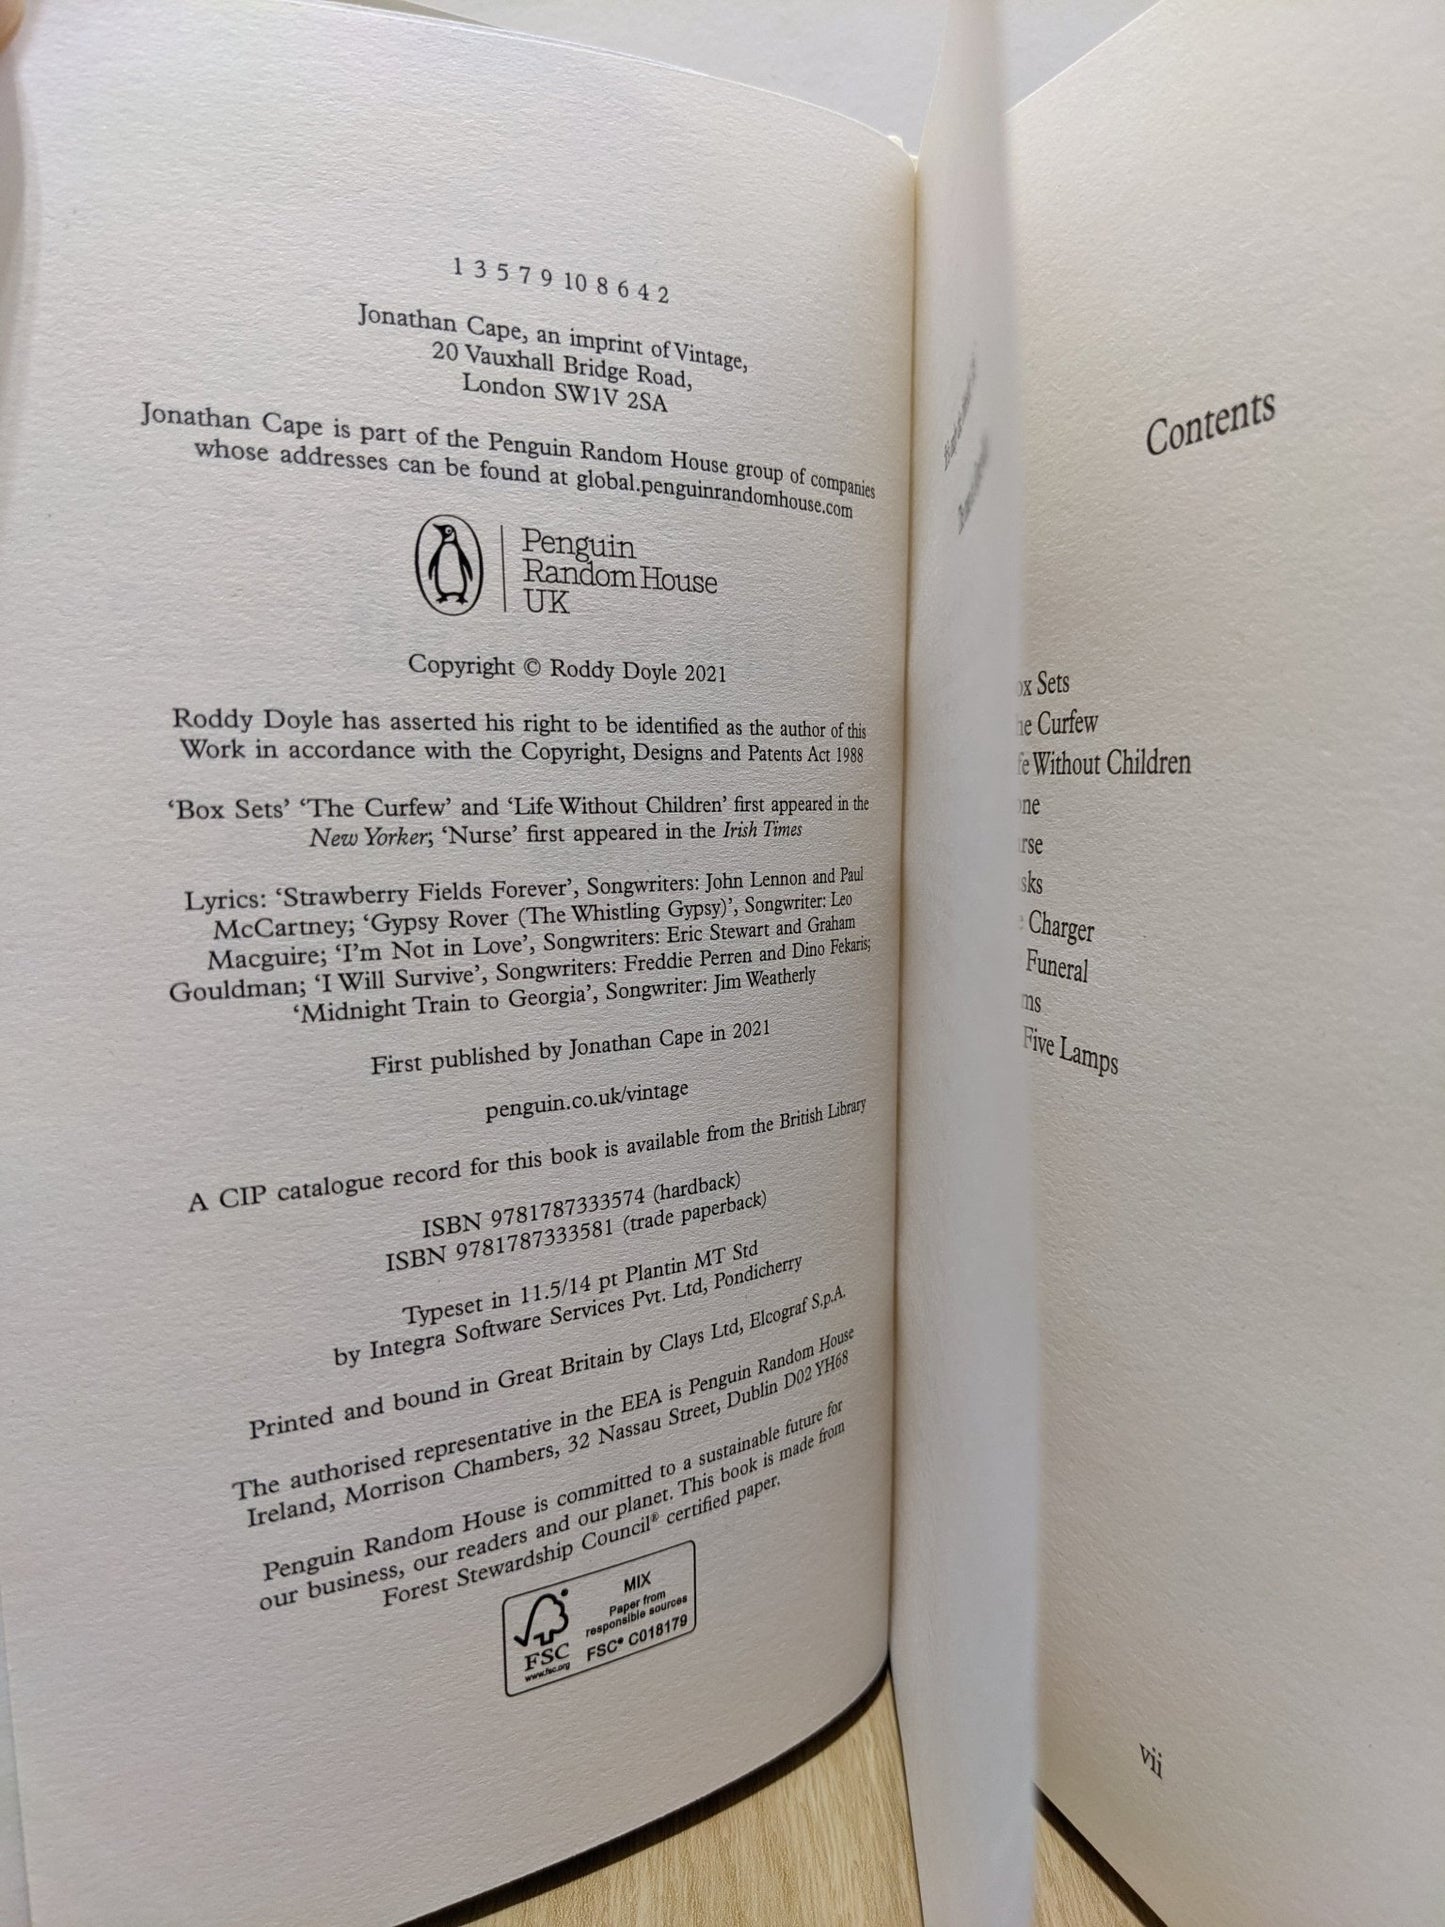 1 3 5 7 9 10 8 6 4 2
Jonathan Cape, an imprint of Vintage,
20 Vauxhall Bridge Road,
London SW1V 2SA
Jonathan Cape is part of the Penguin Random House group of companies
whose addresses can be found at global.penguinrandomhouse.com
Penguin
Random House
UK
Copyright © Roddy Doyle 2021
Roddy Doyle has asserted his right to be identified as the author of this
Work in accordance with the Copyright, Designs and Patents Act 1988
‘Box Sets’ ‘The Curfew’ and ‘Life Without Children’ first appeared in the
New Yorker; ‘Nurse’ first appeared in the Irish Times
Lyrics: ‘Strawberry Fields Forever’, Songwriters: John Lennon and Paul
McCartney; ‘Gypsy Rover (The Whistling Gypsy)’, Songwriter: Leo
Macguire; ‘I’m Not in Love’, Songwriters: Eric Stewart and Graham
Gouldman; ‘I Will Survive’, Songwriters: Freddie Perren and Dino Fekaris;
‘Midnight Train to Georgia’, Songwriter: Jim Weatherly
First published by Jonathan Cape in 2021
penguin.co.uk/vintage
A CIP catalogue record for this book is available from the British Library
ISBN 9781787333574 (hardback)
ISBN 9781787333581 (trade paperback)
Typeset in 11.5/14 pt Plantin MT Std
by Integra Software Services Pvt. Ltd, Pondicherry
Printed and bound in Great Britain by Clays Ltd, Elcograf S.p.A.
The authorised representative in the EEA is Penguin Random House
Ireland, Morrison Chambers, 32 Nassau Street, Dublin D02 YH68
Penguin Random House is committed to a sustainable future for
our business, our readers and our planet. This book is made from
Forest Stewardship Council® certified paper.
MIX
Paper from
responsible sources
FSC® C018179
FSC
www.fsc.org
Contents
ox Sets
he Curfew
fe Without Children
one
rse
sks
Charger
Funeral
ms
Five Lamps
vii